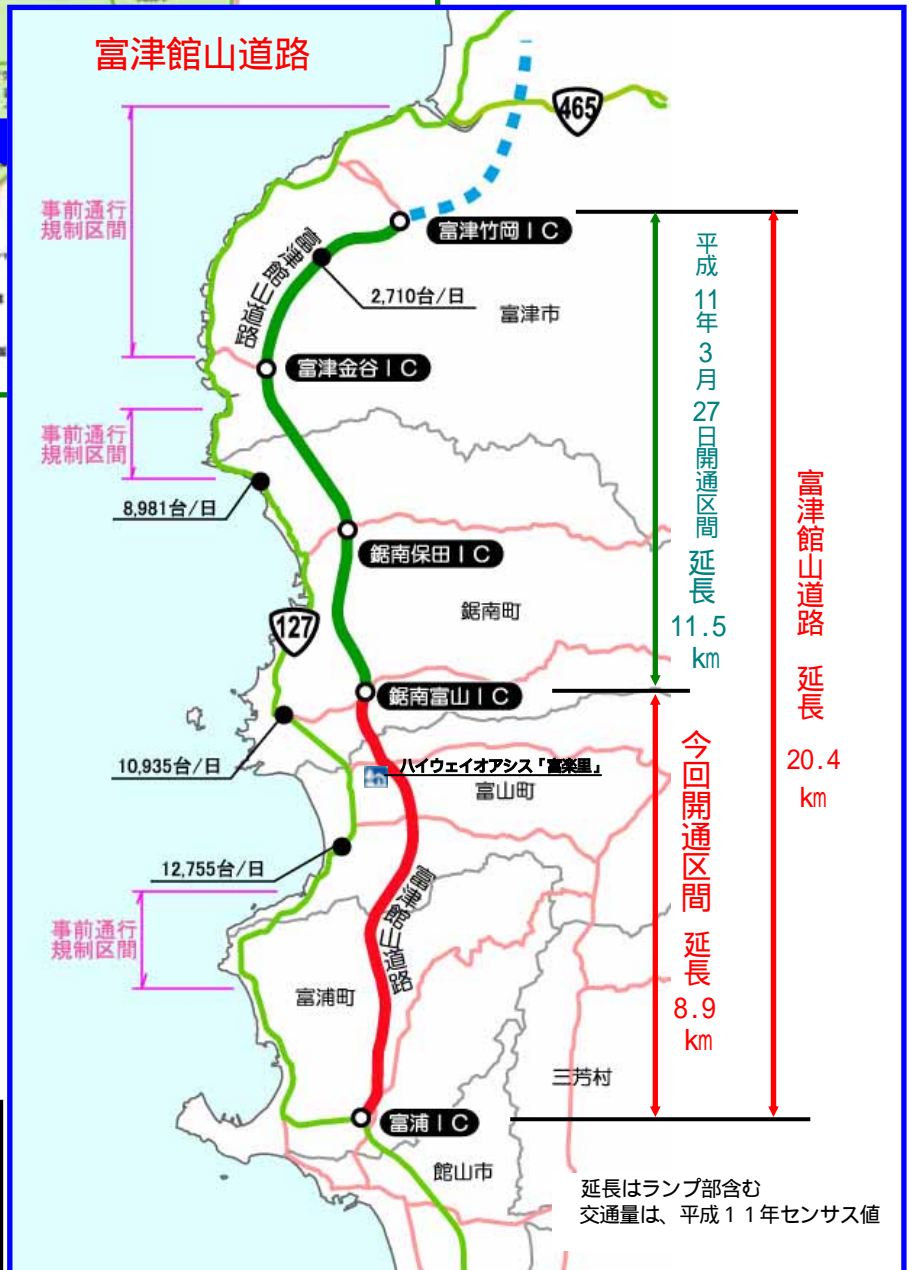 富津館山道路
465
事前通行
規制区間
富津竹岡IC
富津館山道路
2,710台/日
富津市
富津金谷IC
事前通行
規制区間
8,981台/日
鋸南保田IC
鋸南町
127
鋸南富山IC
10,935台/日
ハイウェイオアシス「富楽里」
富山町
12,755台/日
富津館山道路
事前通行
規制区間
富浦町
三芳村
富浦IC
館山市
平成11年3月27日開通区間 延長 11.5 km
今回開通区間 延長 8.9 km
富津館山道路 延長 20.4 km
延長はランプ部含む
交通量は、平成11年センサス値